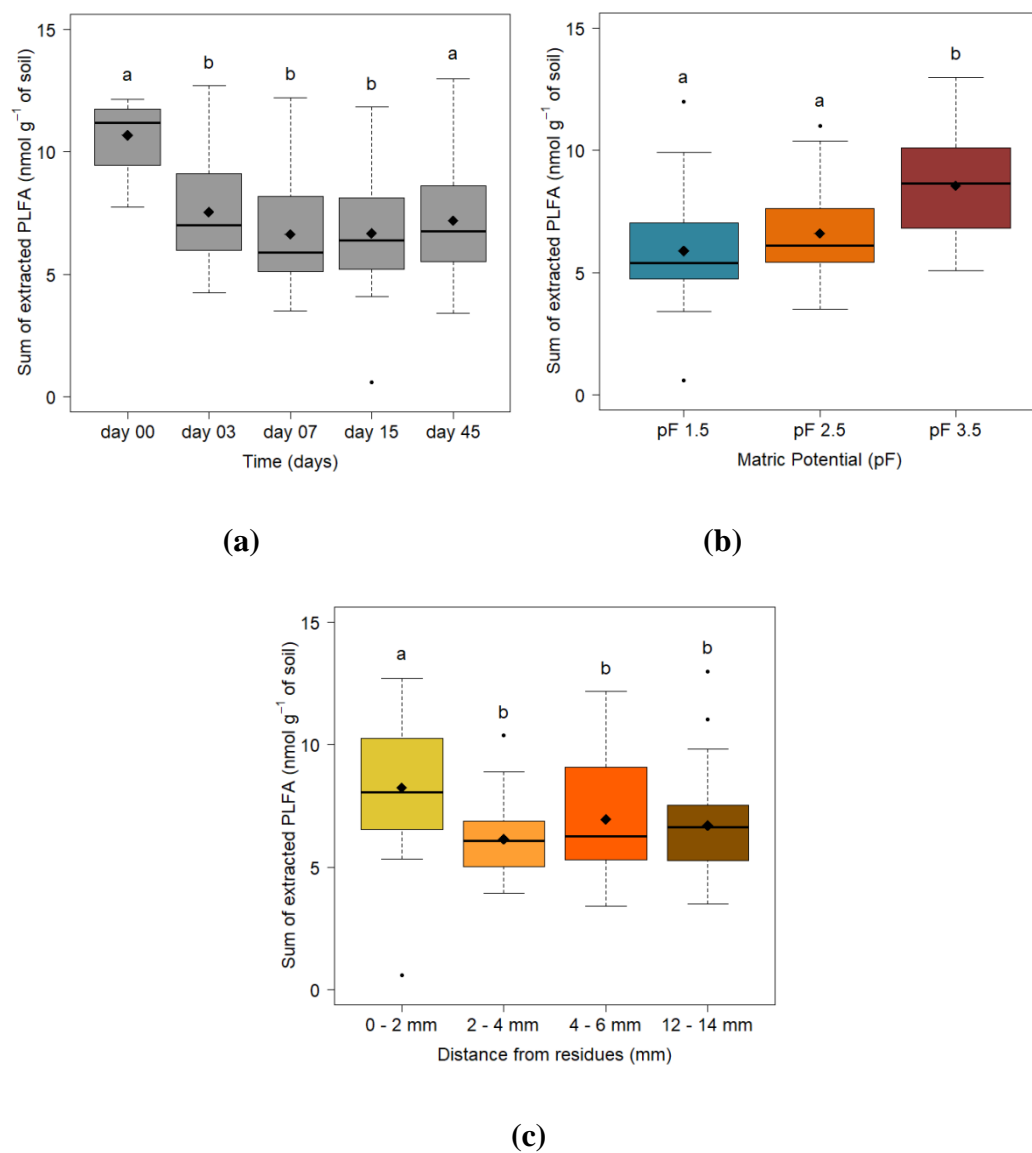 15
10
5
0
Sum of extracted PLFA (nmol g⁻¹ of soil)
a
b
b
b
a
day 00
day 03
day 07
day 15
day 45
Time (days)
(a)
15
10
5
0
Sum of extracted PLFA (nmol g⁻¹ of soil)
a
a
b
pF 1.5
pF 2.5
pF 3.5
Matric Potential (pF)
(b)
15
10
5
0
Sum of extracted PLFA (nmol g⁻¹ of soil)
a
b
b
b
0 - 2 mm
2 - 4 mm
4 - 6 mm
12 - 14 mm
Distance from residues (mm)
(c)